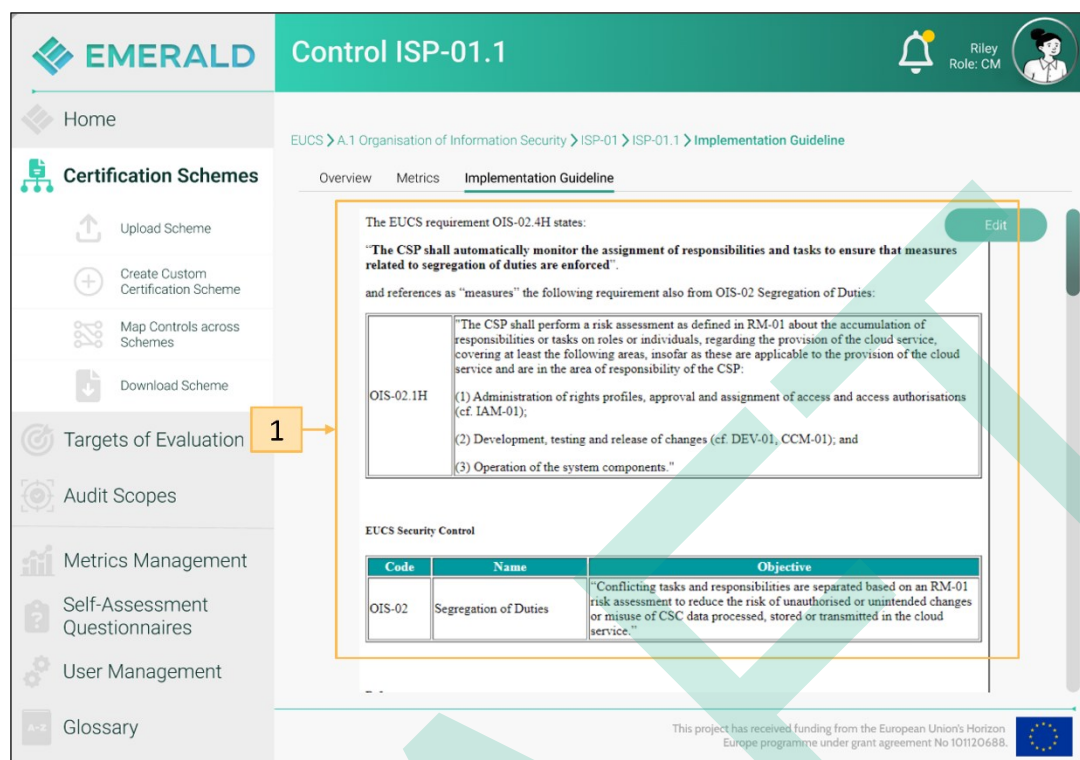 EMERALD
Control ISP-01.1
Riley
Role: CM
Home
Certification Schemes
Upload Scheme
Create Custom
Certification Scheme
Map Controls across
Schemes
Download Scheme
Targets of Evaluation
Audit Scopes
Metrics Management
Self-Assessment
Questionnaires
User Management
A-Z
Glossary
EUCS > A.1 Organisation of Information Security > ISP-01 > ISP-01.1 > Implementation Guideline
Overview Metrics Implementation Guideline
Edit
1
The EUCS requirement OIS-02.4H states:
“The CSP shall automatically monitor the assignment of responsibilities and tasks to ensure that measures
related to segregation of duties are enforced”.
and references as “measures” the following requirement also from OIS-02 Segregation of Duties:
OIS-02.1H
"The CSP shall perform a risk assessment as defined in RM-01 about the accumulation of
responsibilities or tasks on roles or individuals, regarding the provision of the cloud service,
covering at least the following areas, insofar as these are applicable to the provision of the cloud
service and are in the area of responsibility of the CSP:
(1) Administration of rights profiles, approval and assignment of access and access authorisations
(cf. IAM-01);
(2) Development, testing and release of changes (cf. DEV-01, CCM-01); and
(3) Operation of the system components."
EUCS Security Control
Code Name Objective
OIS-02 Segregation of Duties
“Conflicting tasks and responsibilities are separated based on an RM-01
risk assessment to reduce the risk of unauthorised or unintended changes
or misuse of CSC data processed, stored or transmitted in the cloud
service.”
This project has received funding from the European Union's Horizon
Europe programme under grant agreement No 101120688.